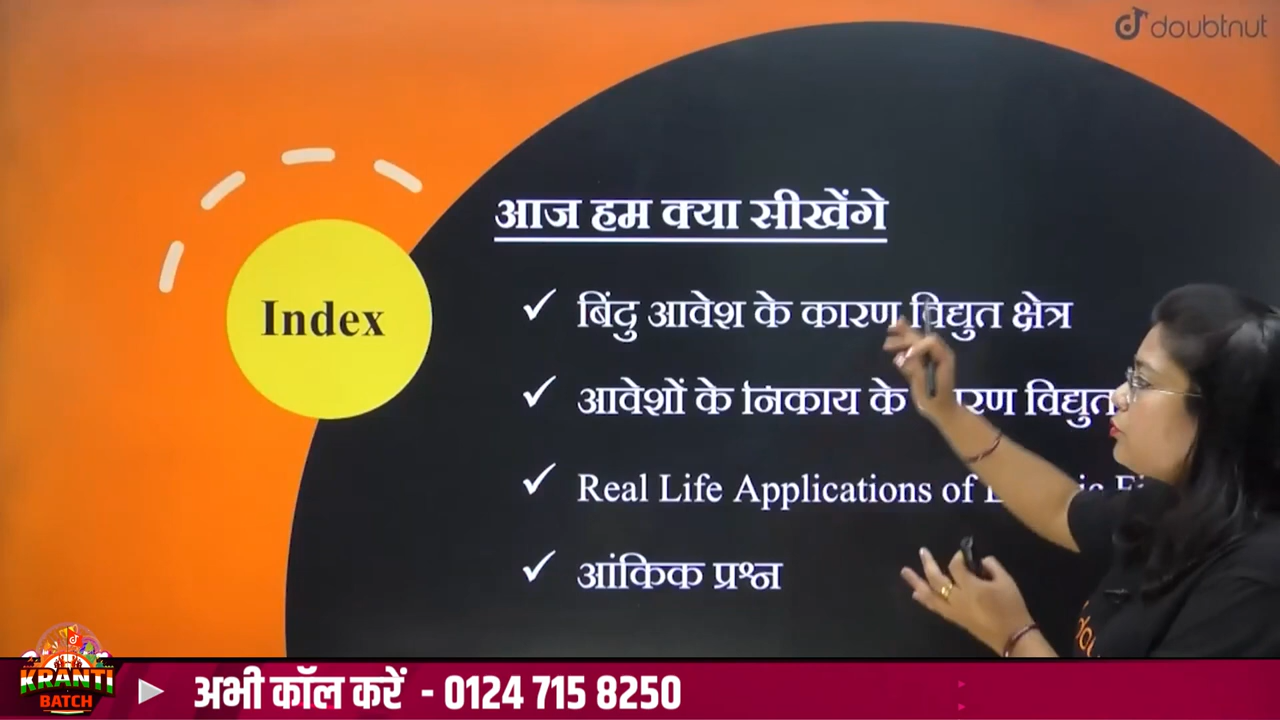 doubtnut
आज हम क्या सीखेंगे
Index
✓ बिंदु आवेश के कारण विद्युत क्षेत्र
✓ आवेशों के निकाय के विद्युत
✓ Real Life Applications of
✓ आंकिक प्रश्न
KRANTI
BATCH
अभी कॉल करें - 0124 715 8250